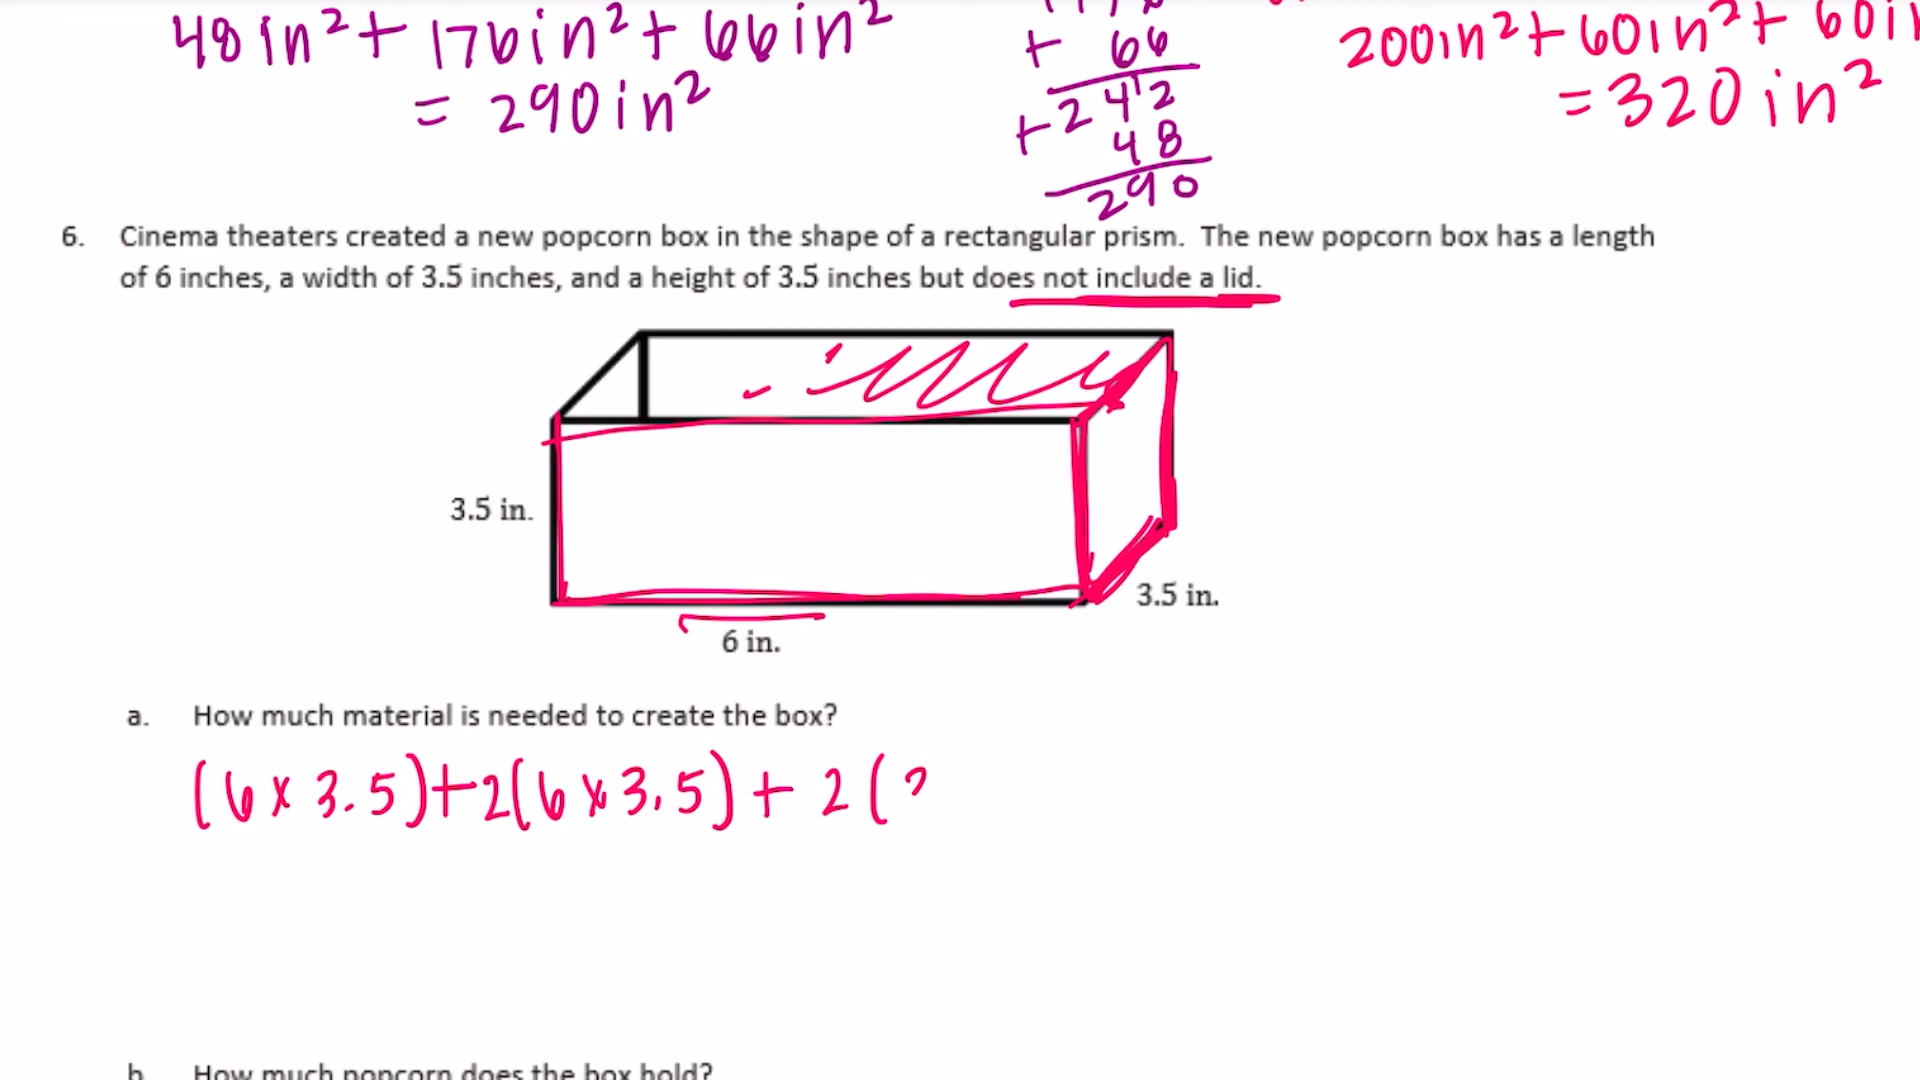 48 in² + 176 in² + 66 in²
= 290 in²
+ 66
+ 242
48
290
200 in² + 60 in² + 60 i
= 320 in²
6. Cinema theaters created a new popcorn box in the shape of a rectangular prism. The new popcorn box has a length
of 6 inches, a width of 3.5 inches, and a height of 3.5 inches but does not include a lid.
3.5 in.
3.5 in.
6 in.
a. How much material is needed to create the box?
(6 x 3.5) + 2(6 x 3.5) + 2(
b How much popcorn does the box hold?